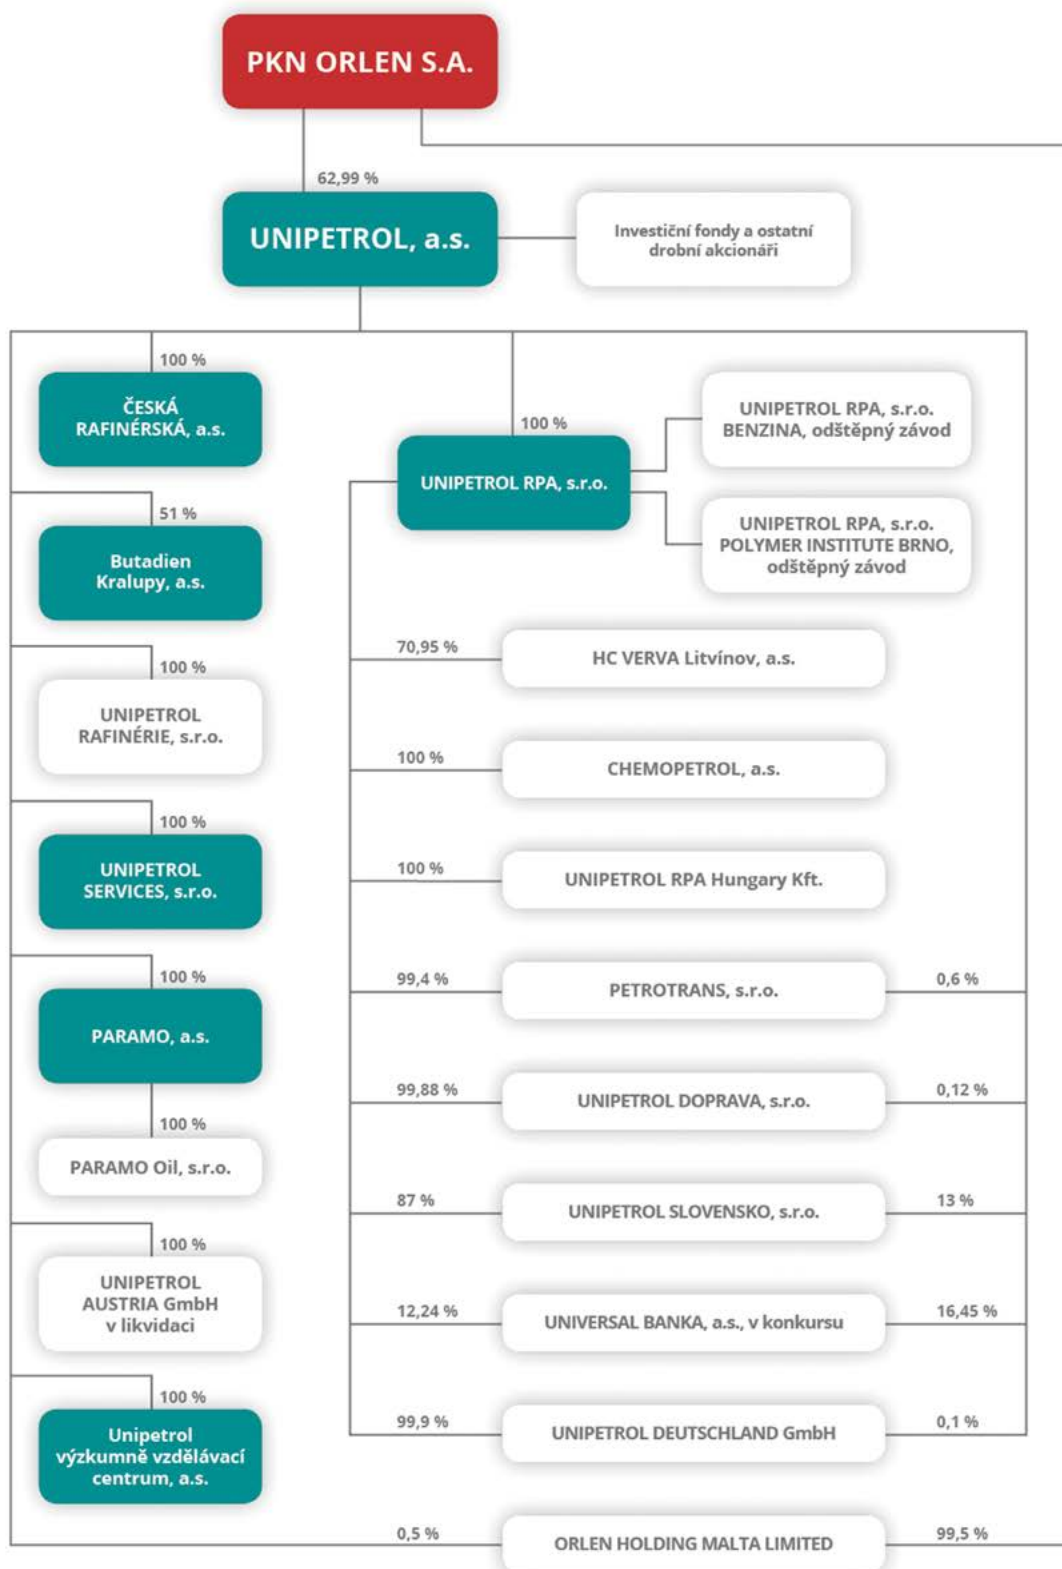 PKN ORLEN S.A.
62,99 %
UNIPETROL, a.s.
Investiční fondy a ostatní
drobní akcionáři
100 %
ČESKÁ
RAFINÉRSKÁ, a.s.
51 %
Butadien
Kralupy, a.s.
100 %
UNIPETROL
RAFINÉRIE, s.r.o.
100 %
UNIPETROL
SERVICES, s.r.o.
100 %
PARAMO, a.s.
100 %
PARAMO Oil, s.r.o.
100 %
UNIPETROL
AUSTRIA GmbH
v likvidaci
100 %
Unipetrol
výzkumně vzdělávací
centrum, a.s.
100 %
UNIPETROL RPA, s.r.o.
UNIPETROL RPA, s.r.o.
BENZINA, odštěpný závod
UNIPETROL RPA, s.r.o.
POLYMER INSTITUTE BRNO,
odštěpný závod
70,95 %
HC VERVA Litvínov, a.s.
100 %
CHEMOPETROL, a.s.
100 %
UNIPETROL RPA Hungary Kft.
99,4 %
PETROTRANS, s.r.o.
0,6 %
99,88 %
UNIPETROL DOPRAVA, s.r.o.
0,12 %
87 %
UNIPETROL SLOVENSKO, s.r.o.
13 %
12,24 %
UNIVERSAL BANKA, a.s., v konkursu
16,45 %
99,9 %
UNIPETROL DEUTSCHLAND GmbH
0,1 %
0,5 %
ORLEN HOLDING MALTA LIMITED
99,5 %